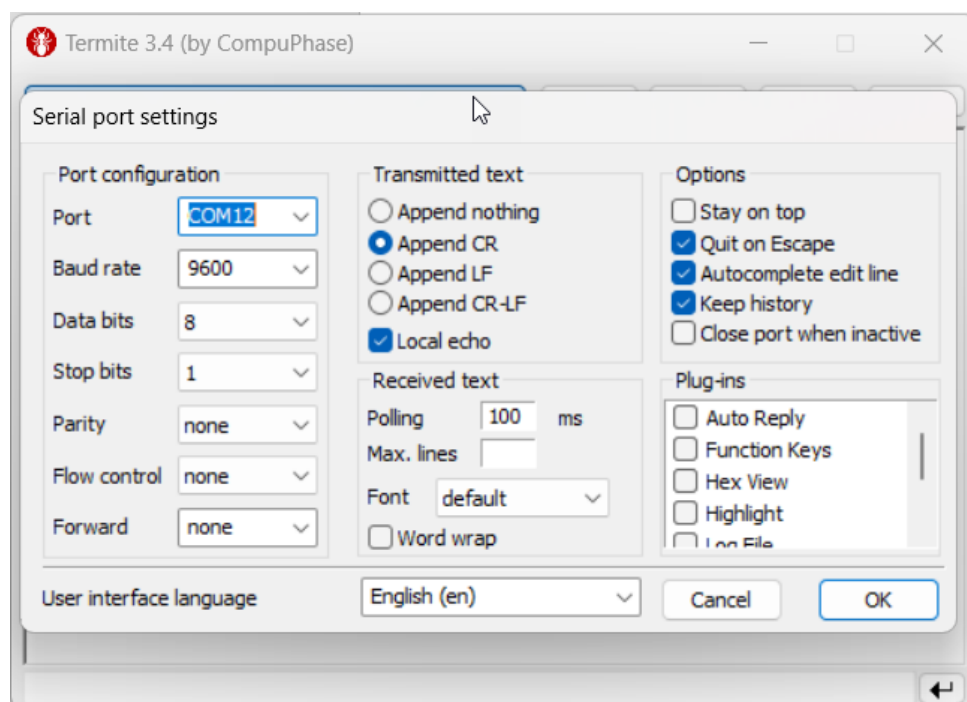 Termite 3.4 (by CompuPhase)
Serial port settings
Port configuration
Port COM12
Baud rate 9600
Data bits 8
Stop bits 1
Parity none
Flow control none
Forward none
Transmitted text
Append nothing
Append CR
Append LF
Append CR-LF
Local echo
Received text
Polling 100 ms
Max. lines
Font default
Word wrap
Options
Stay on top
Quit on Escape
Autocomplete edit line
Keep history
Close port when inactive
Plug-ins
Auto Reply
Function Keys
Hex View
Highlight
Log File
User interface language English (en) Cancel OK